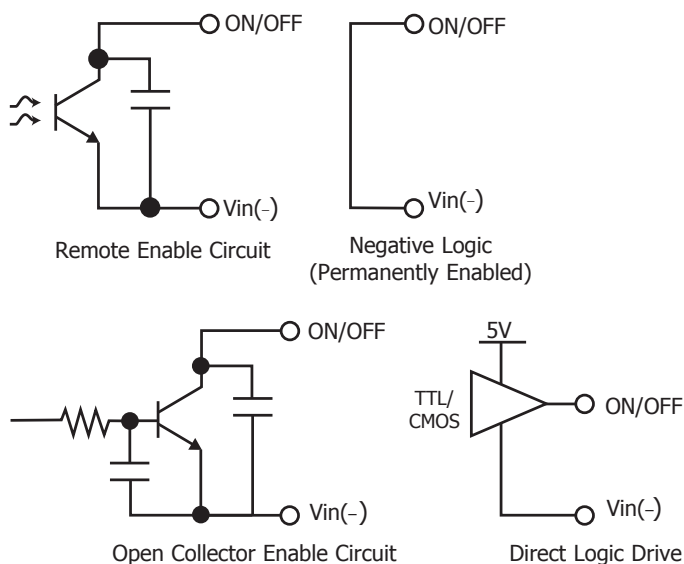 ON/OFF
Vin(–)
Remote Enable Circuit
ON/OFF
Vin(–)
Negative Logic
(Permanently Enabled)
ON/OFF
Vin(–)
Open Collector Enable Circuit
5V
TTL/
CMOS
ON/OFF
Vin(–)
Direct Logic Drive